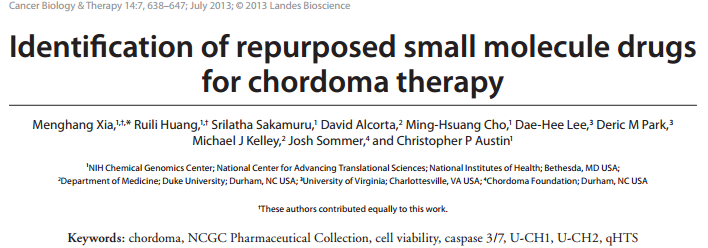 Cancer Biology & Therapy 14:7, 638–647; July 2013; © 2013 Landes Bioscience
Identification of repurposed small molecule drugs
for chordoma therapy
Menghang Xia,¹,†,* Ruili Huang,¹,† Srilatha Sakamuru,¹ David Alcorta,² Ming-Hsuang Cho,¹ Dae-Hee Lee,³ Deric M Park,³
Michael J Kelley,² Josh Sommer,⁴ and Christopher P Austin¹
¹NIH Chemical Genomics Center; National Center for Advancing Translational Sciences; National Institutes of Health; Bethesda, MD USA;
²Department of Medicine; Duke University; Durham, NC USA; ³University of Virginia; Charlottesville, VA USA; ⁴Chordoma Foundation; Durham, NC USA
†These authors contributed equally to this work.
Keywords: chordoma, NCGC Pharmaceutical Collection, cell viability, caspase 3/7, U-CH1, U-CH2, qHTS